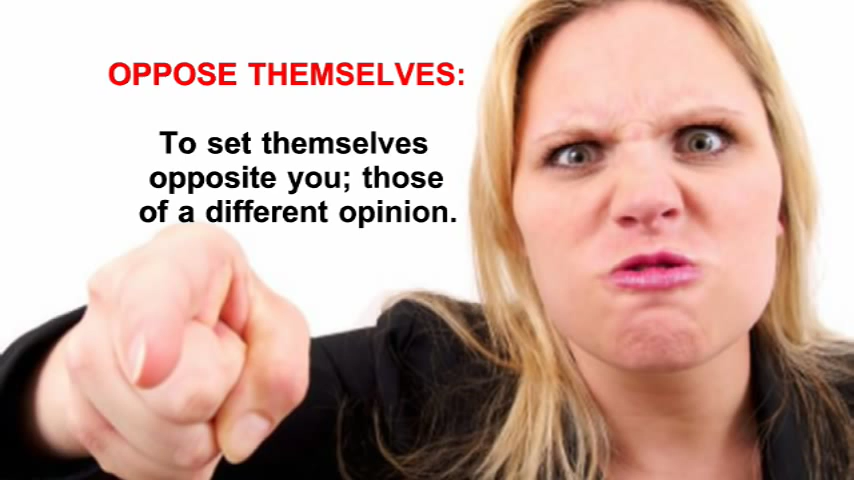 OPPOSE THEMSELVES:
To set themselves
opposite you; those
of a different opinion.